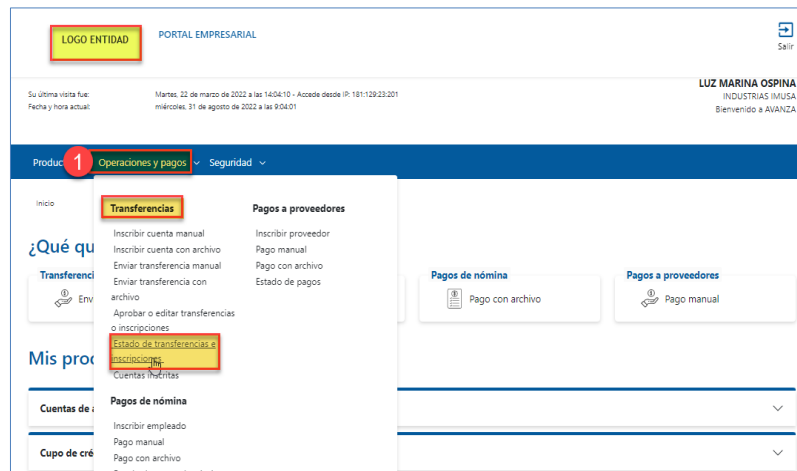 LOGO ENTIDAD
PORTAL EMPRESARIAL
Salir
Su última visita fue: Martes, 22 de marzo de 2022 a las 14:04:10 - Accede desde IP: 181:129:23:201
Fecha y hora actual: miércoles, 31 de agosto de 2022 a las 9:04:01
LUZ MARINA OSPINA
INDUSTRIAS IMUSA
Bienvenido a AVANZA
Produc 1 Operaciones y pagos Seguridad
Inicio
Transferencias
Inscribir cuenta manual
Inscribir cuenta con archivo
Enviar transferencia manual
Enviar transferencia con
archivo
Aprobar o editar transferencias
o inscripciones
Estado de transferencias e
inscripciones
Cuentas inscritas
Pagos de nómina
Inscribir empleado
Pago manual
Pago con archivo
Pagos a proveedores
Inscribir proveedor
Pago manual
Pago con archivo
Estado de pagos
¿Qué qu
Transferenci
Env
Pagos de nómina
Pago con archivo
Pagos a proveedores
Pago manual
Mis prod
Cuentas de a
Cupo de cré